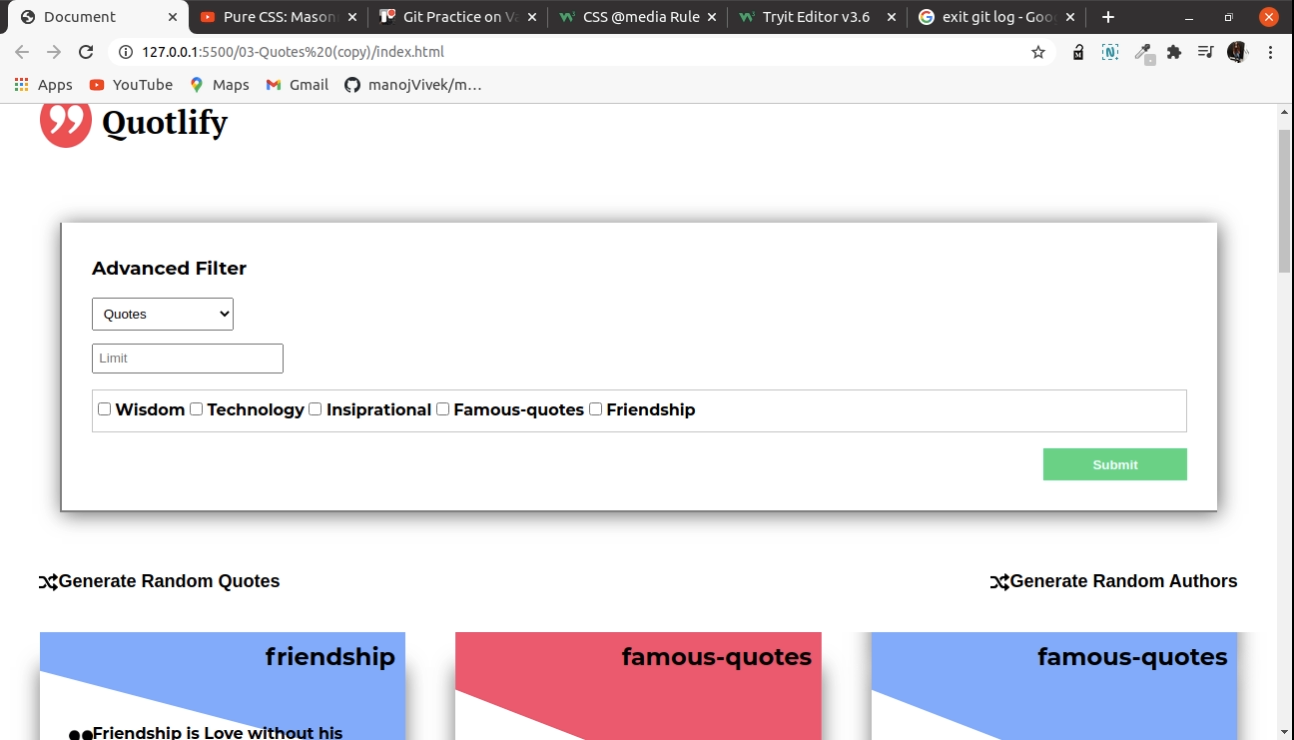 Document
Pure CSS: Mason
Git Practice on Va
CSS @media Rule
Tryit Editor v3.6
exit git log - Goo
127.0.0.1:5500/03-Quotes%20(copy)/index.html
Apps
YouTube
Maps
Gmail
manojVivek/m...
Quotlify
Advanced Filter
Quotes
Limit
Wisdom Technology Insiprational Famous-quotes Friendship
Submit
Generate Random Quotes
Generate Random Authors
friendship
famous-quotes
famous-quotes
Friendship is Love without his